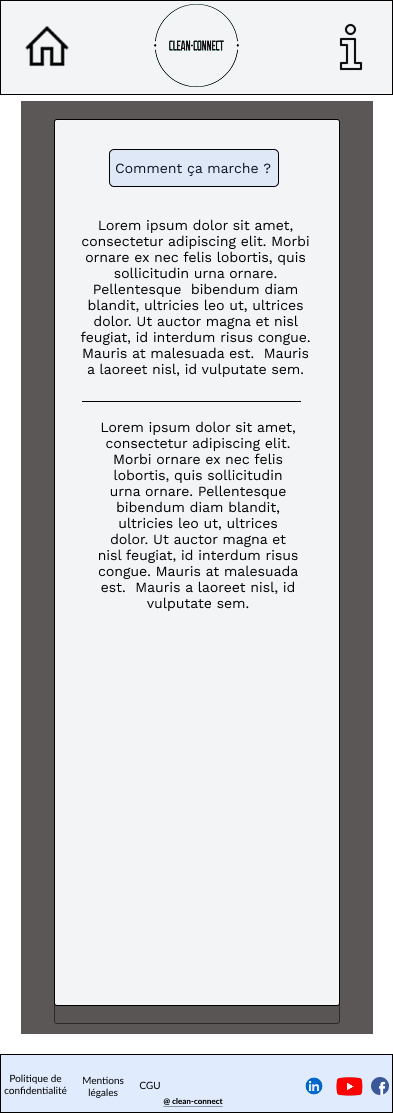 CLEAN-CONNECT
Comment ça marche ?
Lorem ipsum dolor sit amet,
consectetur adipiscing elit. Morbi
ornare ex nec felis lobortis, quis
sollicitudin urna ornare.
Pellentesque  bibendum diam
blandit, ultricies leo ut, ultrices
dolor. Ut auctor magna et nisl
feugiat, id interdum risus congue.
Mauris at malesuada est.  Mauris
a laoreet nisl, id vulputate sem.
Lorem ipsum dolor sit amet,
consectetur adipiscing elit.
Morbi ornare ex nec felis
lobortis, quis sollicitudin
urna ornare. Pellentesque
bibendum diam blandit,
ultricies leo ut, ultrices
dolor. Ut auctor magna et
nisl feugiat, id interdum risus
congue. Mauris at malesuada
est.  Mauris a laoreet nisl, id
vulputate sem.
Politique de
confidentialité
Mentions
légales
CGU
@ clean-connect
in
f